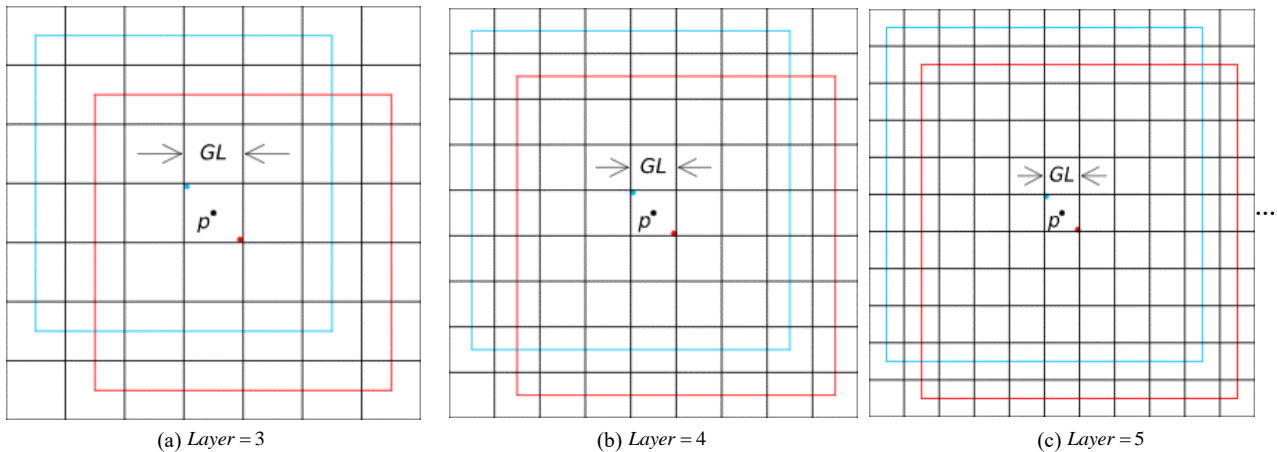 GL
p
(a) Layer = 3
GL
p
(b) Layer = 4
GL
p
(c) Layer = 5
...